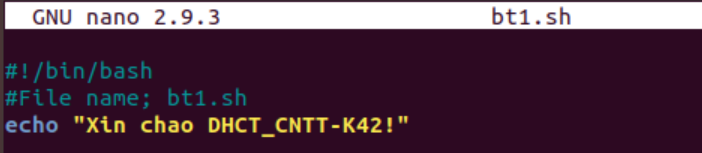 GNU nano 2.9.3 bt1.sh
#!/bin/bash
#File name; bt1.sh
echo "Xin chao DHCT_CNTT-K42!"